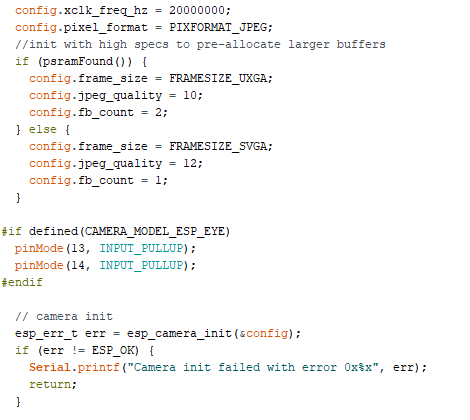 config.xclk_freq_hz = 20000000;
config.pixel_format = PIXFORMAT_JPEG;
//init with high specs to pre-allocate larger buffers
if (psramFound()) {
config.frame_size = FRAMESIZE_UXGA;
config.jpeg_quality = 10;
config.fb_count = 2;
} else {
config.frame_size = FRAMESIZE_SVGA;
config.jpeg_quality = 12;
config.fb_count = 1;
}
#if defined(CAMERA_MODEL_ESP_EYE)
pinMode(13, INPUT_PULLUP);
pinMode(14, INPUT_PULLUP);
#endif
// camera init
esp_err_t err = esp_camera_init(&config);
if (err != ESP_OK) {
Serial.printf("Camera init failed with error 0x%x", err);
return;
}